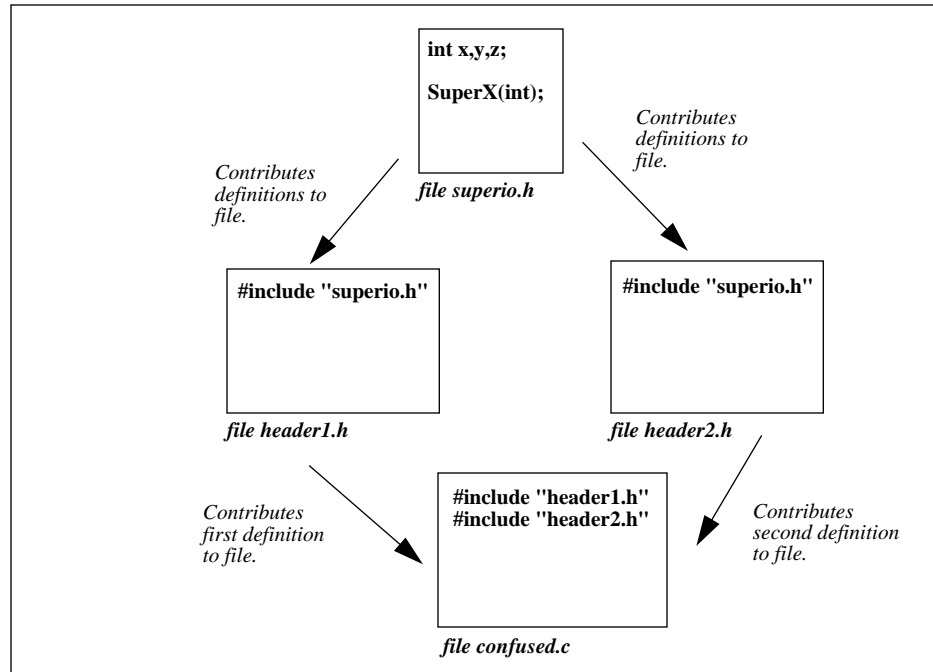 int x,y,z;
SuperX(int);
file superio.h
Contributes
definitions to
file.
Contributes
definitions to
file.
#include "superio.h"
file header1.h
#include "superio.h"
file header2.h
Contributes
first definition
to file.
#include "header1.h"
#include "header2.h"
file confused.c
Contributes
second definition
to file.